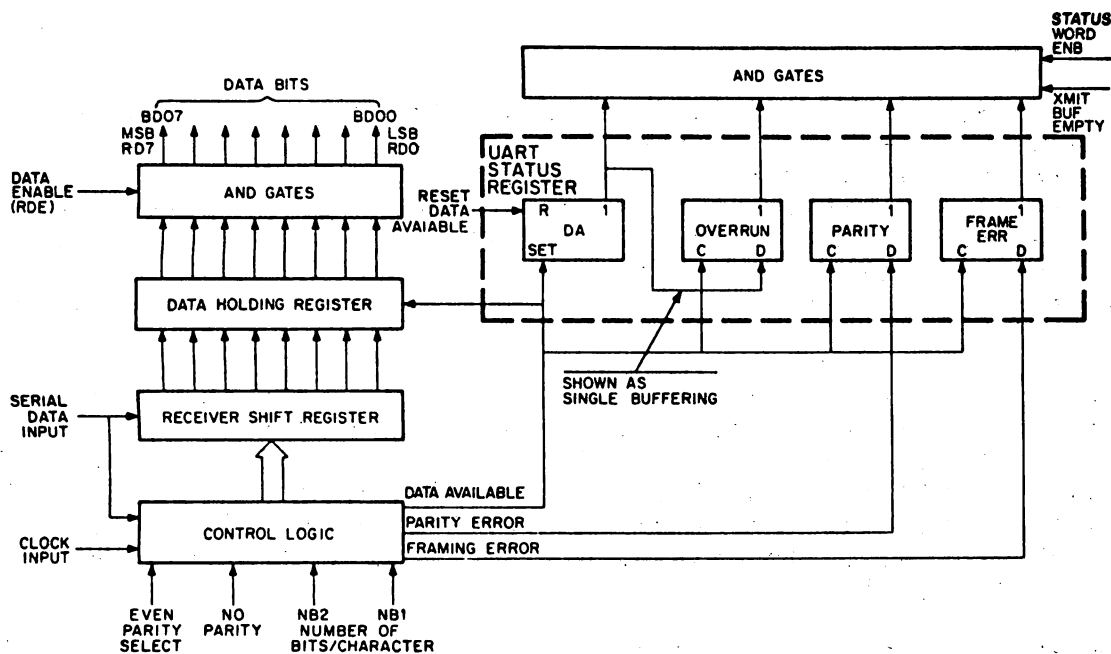 STATUS
WORD
ENB
AND GATES
XMIT
BUF
EMPTY
DATA BITS
BD07
BD00
MSB
RD7
LSB
RD0
DATA
ENABLE
(RDE)
AND GATES
UART
STATUS
REGISTER
RESET
DATA
AVAIABLE
R 1
DA
SET
1
OVERRUN
C D
1
PARITY
C D
1
FRAME
ERR
C D
DATA HOLDING REGISTER
SHOWN AS
SINGLE BUFFERING
SERIAL
DATA
INPUT
RECEIVER SHIFT REGISTER
DATA AVAILABLE
CONTROL LOGIC
PARITY ERROR
CLOCK
INPUT
FRAMING ERROR
EVEN
PARITY
SELECT
NO
PARITY
NB2 NB1
NUMBER OF
BITS/CHARACTER